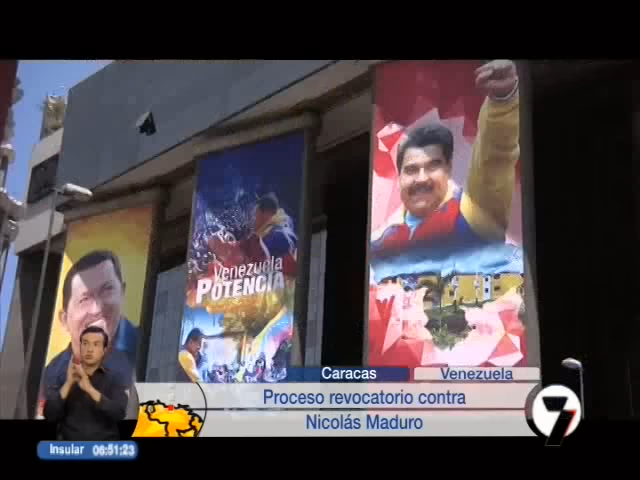 Venezuela
POTENCIA
Caracas
Venezuela
Proceso revocatorio contra
Nicolás Maduro
7
Insular 06:51:23